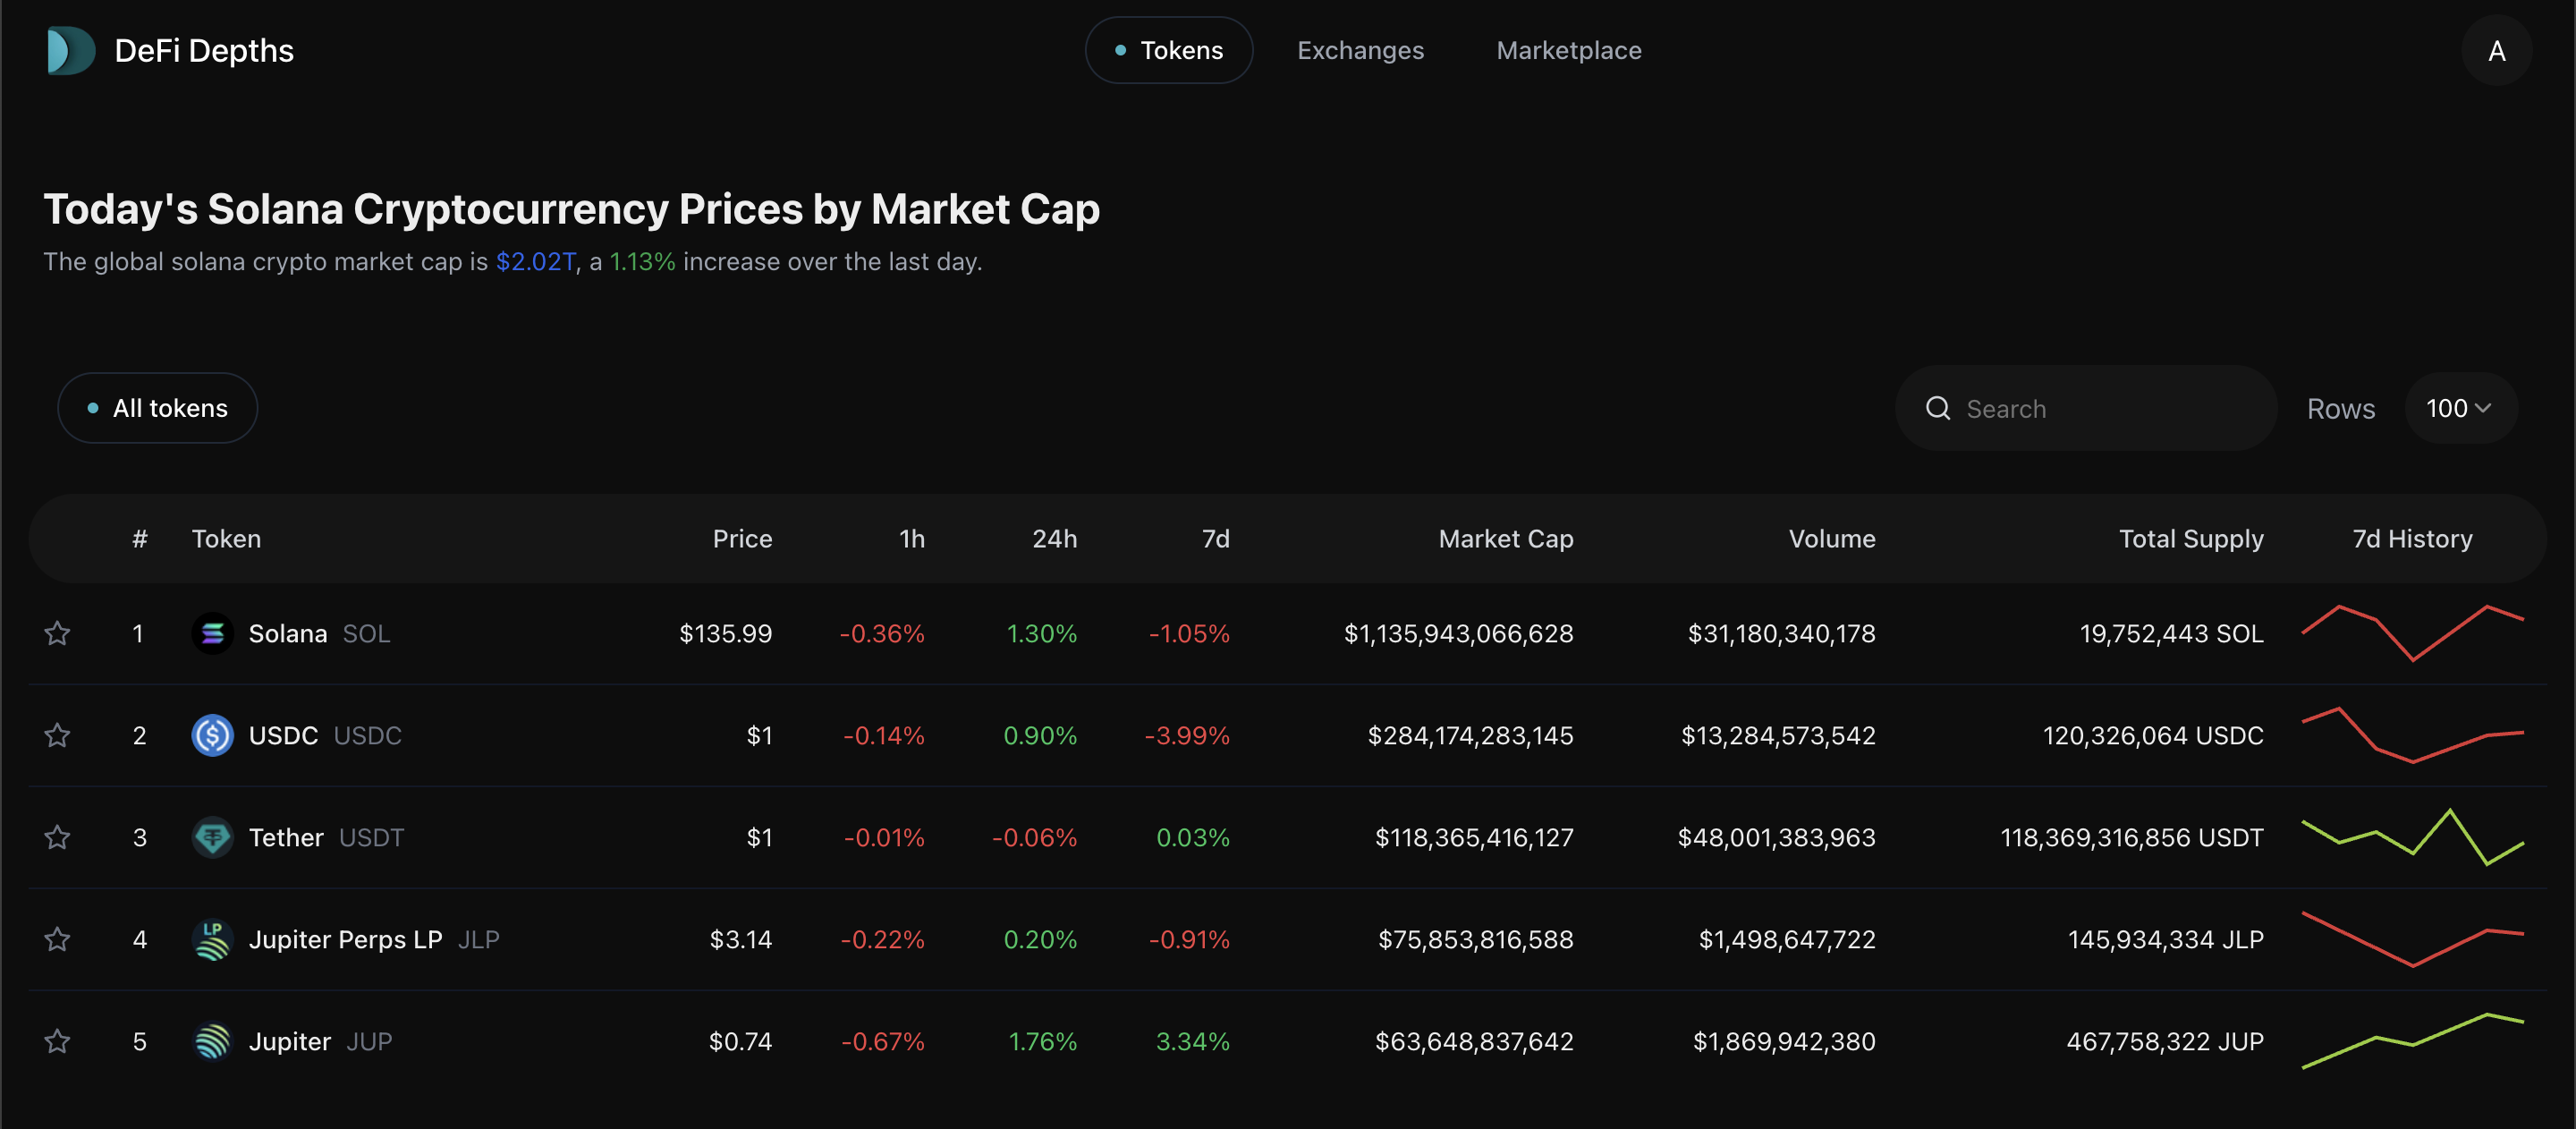 DeFi Depths Tokens Exchanges Marketplace A
Today's Solana Cryptocurrency Prices by Market Cap
The global solana crypto market cap is $2.02T, a 1.13% increase over the last day.
All tokens Search Rows 100
# Token Price 1h 24h 7d Market Cap Volume Total Supply 7d History
1 Solana SOL $135.99 -0.36% 1.30% -1.05% $1,135,943,066,628 $31,180,340,178 19,752,443 SOL
2 USDC USDC $1 -0.14% 0.90% -3.99% $284,174,283,145 $13,284,573,542 120,326,064 USDC
3 Tether USDT $1 -0.01% -0.06% 0.03% $118,365,416,127 $48,001,383,963 118,369,316,856 USDT
4 LP Jupiter Perps LP JLP $3.14 -0.22% 0.20% -0.91% $75,853,816,588 $1,498,647,722 145,934,334 JLP
5 Jupiter JUP $0.74 -0.67% 1.76% 3.34% $63,648,837,642 $1,869,942,380 467,758,322 JUP